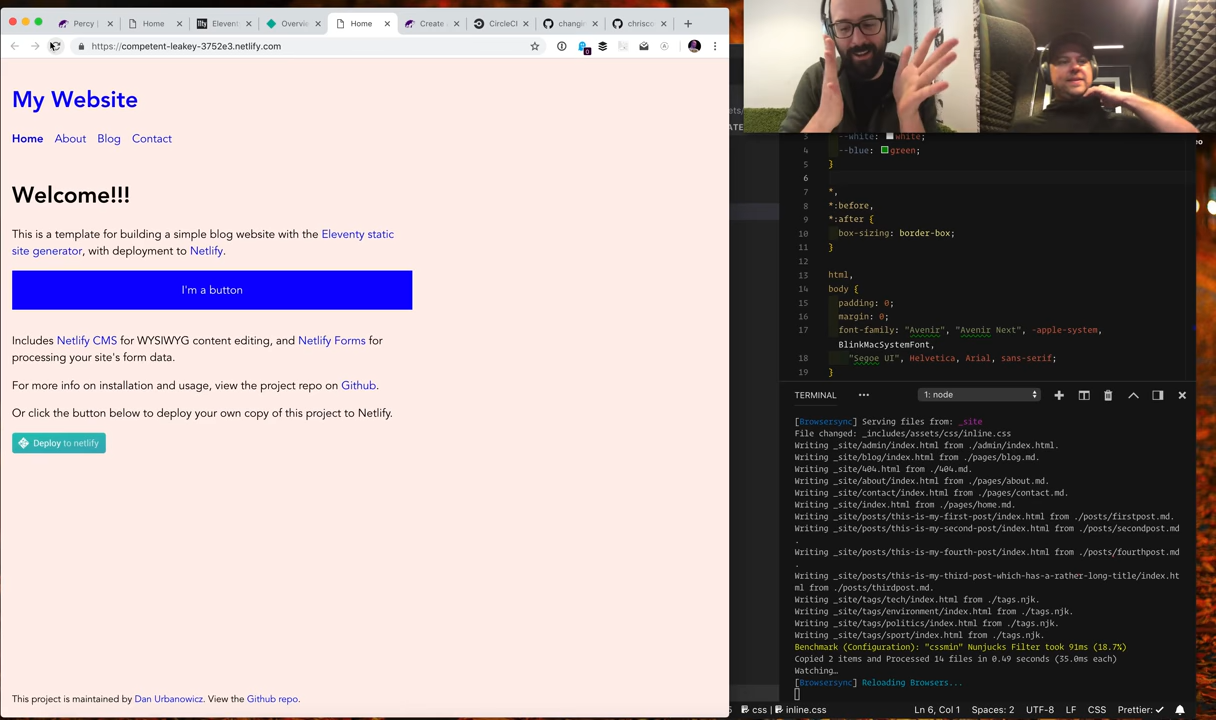 Percy |
Home
Elevent
Overvie
Home
Create
CircleCI
changin
chrisco
https://competent-leakey-3752e3.netlify.com
My Website
Home About Blog Contact
Welcome!!!
This is a template for building a simple blog website with the Eleventy static
site generator, with deployment to Netlify.
I'm a button
Includes Netlify CMS for WYSIWYG content editing, and Netlify Forms for
processing your site's form data.
For more info on installation and usage, view the project repo on Github.
Or click the button below to deploy your own copy of this project to Netlify.
Deploy to netlify
This project is maintained by Dan Urbanowicz. View the Github repo.
3 --white: white;
4 --blue: green;
5 }
6
7 *,
8 *:before,
9 *:after {
10 box-sizing: border-box;
11 }
12
13 html,
14 body {
15 padding: 0;
16 margin: 0;
17 font-family: "Avenir", "Avenir Next", -apple-system,
BlinkMacSystemFont,
18 "Segoe UI", Helvetica, Arial, sans-serif;
19 }
TERMINAL ••• 1: node
[Browsersync] Serving files from: _site
File changed: _includes/assets/css/inline.css
Writing _site/admin/index.html from ./admin/index.html.
Writing _site/blog/index.html from ./pages/blog.md.
Writing _site/404.html from ./404.md.
Writing _site/about/index.html from ./pages/about.md.
Writing _site/contact/index.html from ./pages/contact.md.
Writing _site/index.html from ./pages/home.md.
Writing _site/posts/this-is-my-first-post/index.html from ./posts/firstpost.md.
Writing _site/posts/this-is-my-second-post/index.html from ./posts/secondpost.md
.
Writing _site/posts/this-is-my-fourth-post/index.html from ./posts/fourthpost.md
.
Writing _site/posts/this-is-my-third-post-which-has-a-rather-long-title/index.ht
ml from ./posts/thirdpost.md.
Writing _site/tags/tech/index.html from ./tags.njk.
Writing _site/tags/environment/index.html from ./tags.njk.
Writing _site/tags/politics/index.html from ./tags.njk.
Writing _site/tags/sport/index.html from ./tags.njk.
Benchmark (Configuration): "cssmin" Nunjucks Filter took 91ms (18.7%)
Copied 2 items and Processed 14 files in 0.49 seconds (35.0ms each)
Watching…
[Browsersync] Reloading Browsers...
css | inline.css Ln 6, Col 1 Spaces: 2 UTF-8 LF CSS Prettier: ✓